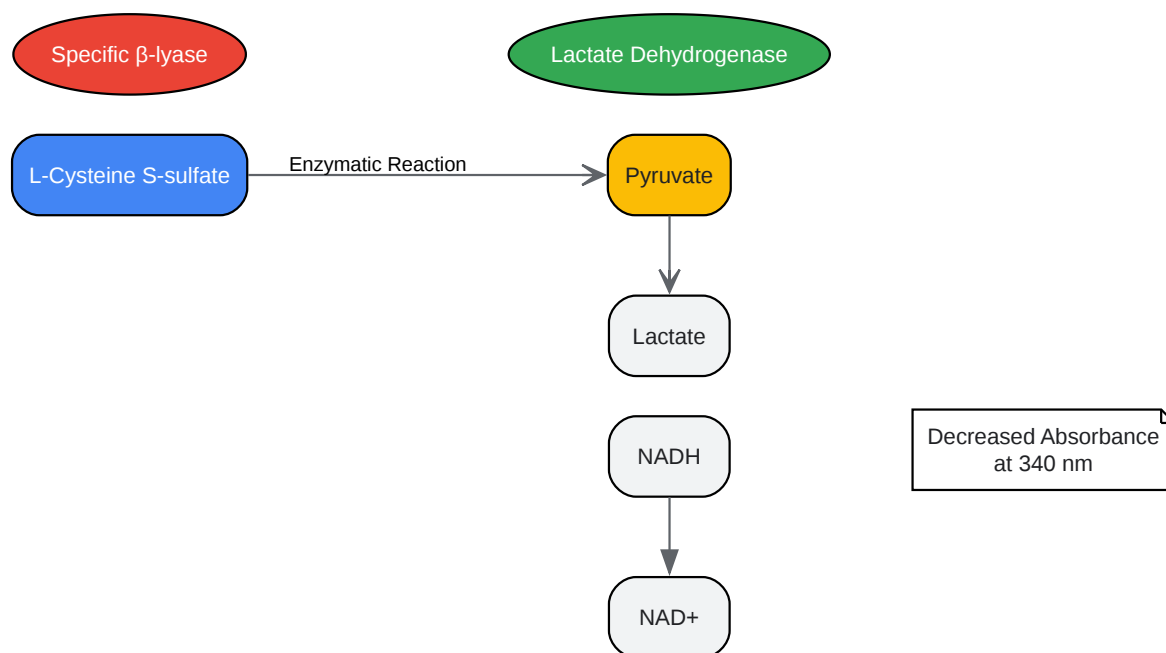 Specific β-lyase
Lactate Dehydrogenase
L-Cysteine S-sulfate
Enzymatic Reaction
Pyruvate
Lactate
NADH
Decreased Absorbance
at 340 nm
NAD+